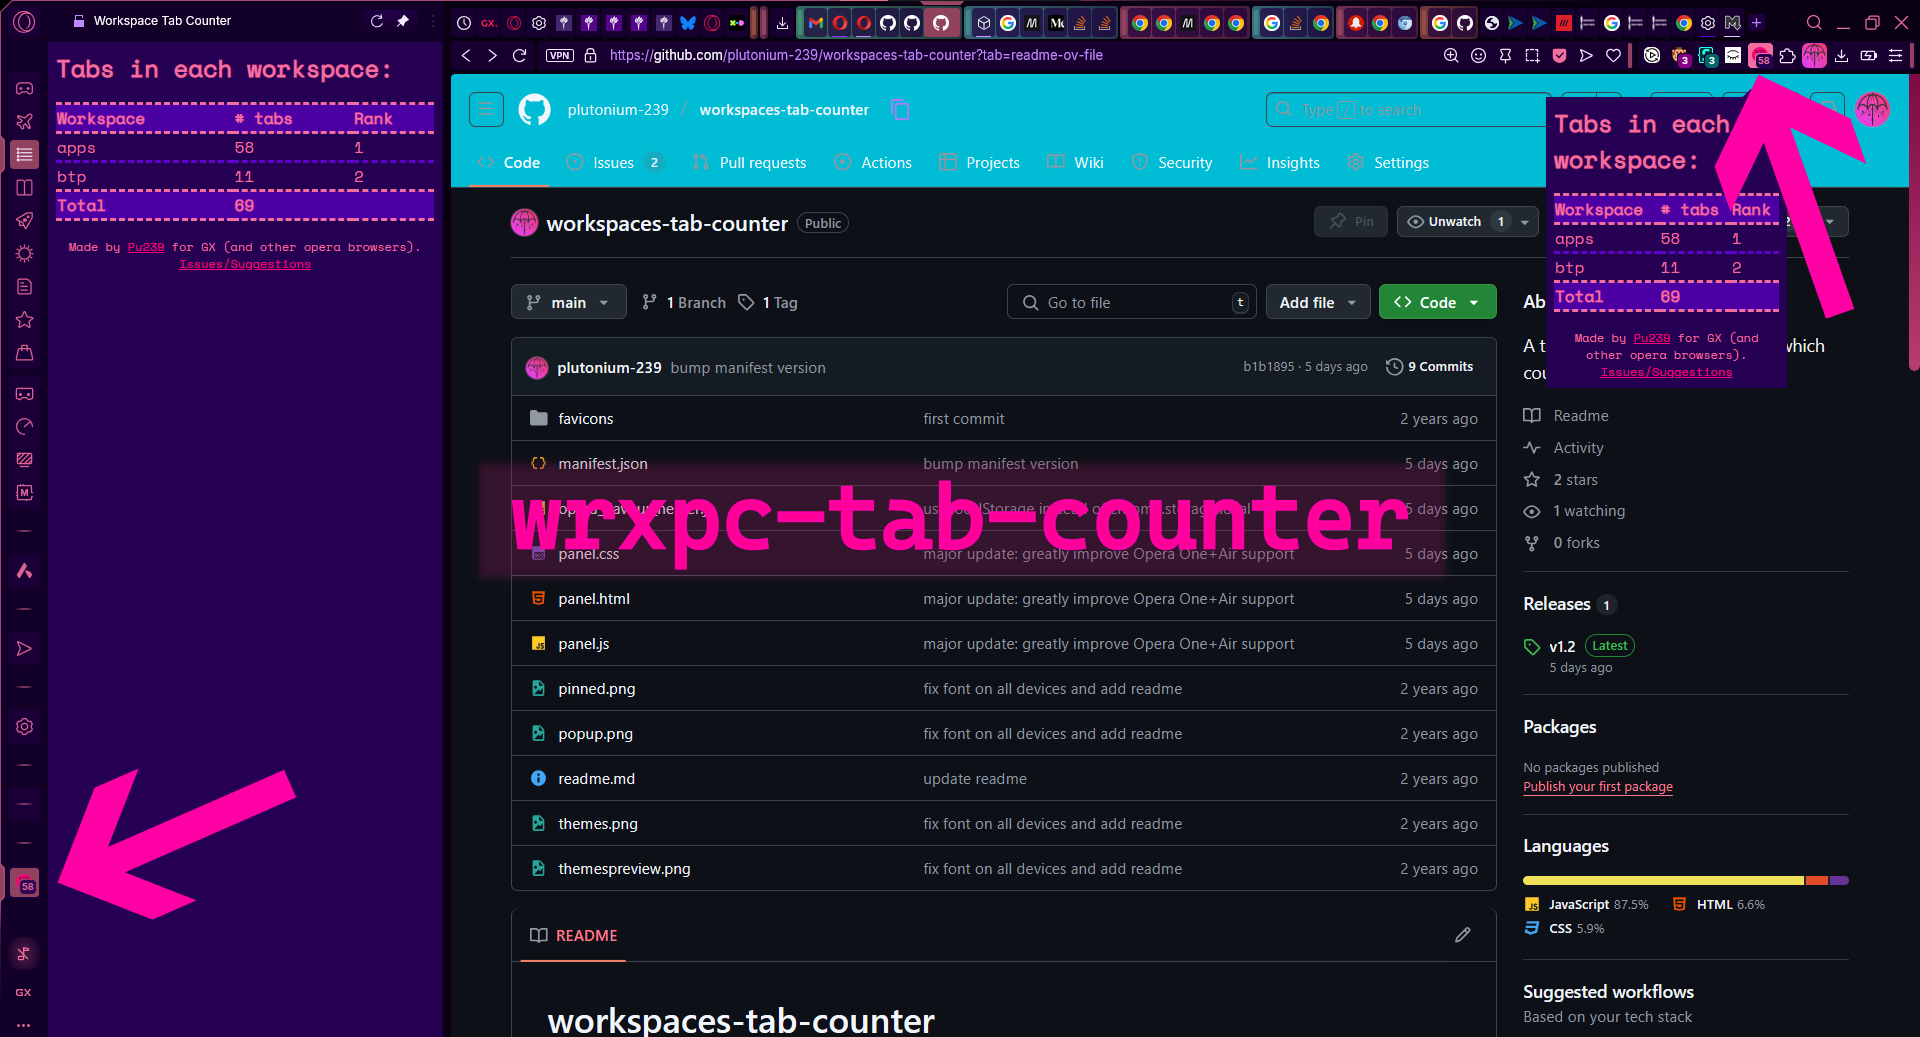 Workspace Tab Counter
Tabs in each workspace:
Workspace # tabs Rank
apps 58 1
btp 11 2
Total 69
Made by Pu239 for GX (and other opera browsers).
Issues/Suggestions
58
GX
GX.
3
3
58
VPN
https://github.com/plutonium-239/workspaces-tab-counter?tab=readme-ov-file
plutonium-239 / workspaces-tab-counter
Type / to search
Code
Issues 2
Pull requests
Actions
Projects
Wiki
Security
Insights
Settings
Tabs in each
workspace:
Workspace # tabs Rank
apps 58 1
btp 11 2
Total 69
Made by Pu239 for GX (and
other opera browsers).
Issues/Suggestions
workspaces-tab-counter Public
Pin
Unwatch 1
main
1 Branch
1 Tag
Go to file t
Add file
Code
plutonium-239 bump manifest version
b1b1895 · 5 days ago
9 Commits
favicons first commit 2 years ago
manifest.json bump manifest version 5 days ago
5 days ago
wrxpc-tab-counter
panel.css major update: greatly improve Opera One+Air support 5 days ago
panel.html major update: greatly improve Opera One+Air support 5 days ago
panel.js major update: greatly improve Opera One+Air support 5 days ago
pinned.png fix font on all devices and add readme 2 years ago
popup.png fix font on all devices and add readme 2 years ago
readme.md update readme 2 years ago
themes.png fix font on all devices and add readme 2 years ago
themespreview.png fix font on all devices and add readme 2 years ago
README
workspaces-tab-counter
Readme
Activity
2 stars
1 watching
0 forks
Releases 1
v1.2 Latest
5 days ago
Packages
No packages published
Publish your first package
Languages
JavaScript 87.5%
HTML 6.6%
CSS 5.9%
Suggested workflows
Based on your tech stack